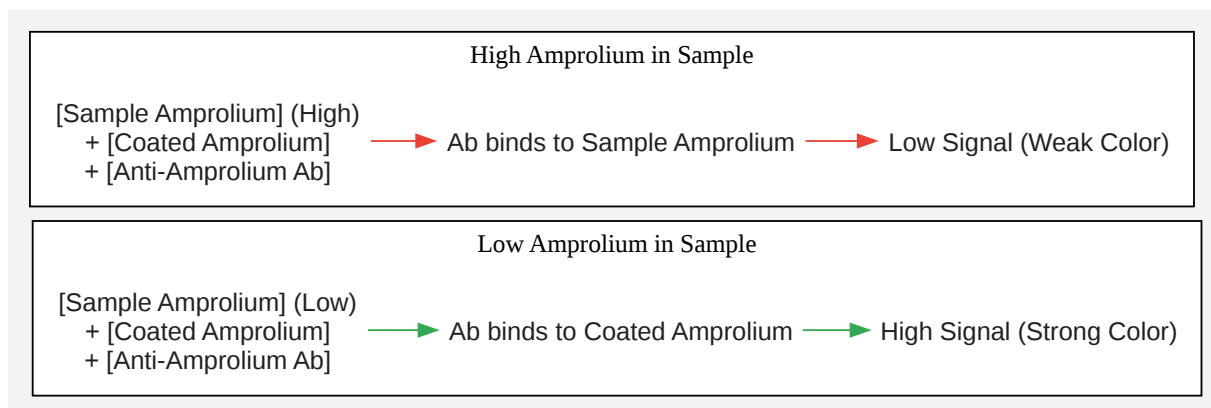 High Amprolium in Sample
[Sample Amprolium] (High)
+ [Coated Amprolium]
+ [Anti-Amprolium Ab]
Ab binds to Sample Amprolium
Low Signal (Weak Color)
Low Amprolium in Sample
[Sample Amprolium] (Low)
+ [Coated Amprolium]
+ [Anti-Amprolium Ab]
Ab binds to Coated Amprolium
High Signal (Strong Color)